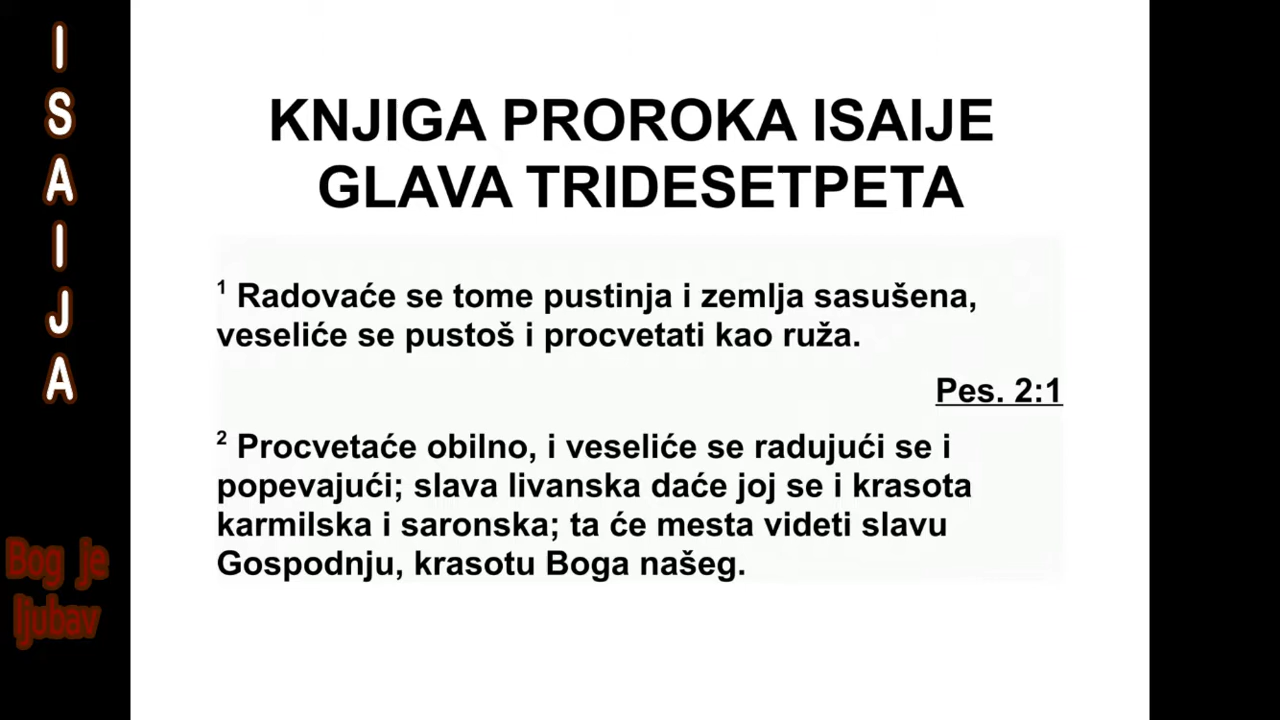 ISAIJA
Bog je
ljubav
KNJIGA PROROKA ISAIJE
GLAVA TRIDESETPETA
1 Radovaće se tome pustinja i zemlja sasušena,
veseliće se pustoš i procvetati kao ruža.
Pes. 2:1
2 Procvetaće obilno, i veseliće se radujući se i
popevajući; slava livanska daće joj se i krasota
karmilska i saronska; ta će mesta videti slavu
Gospodnju, krasotu Boga našeg.